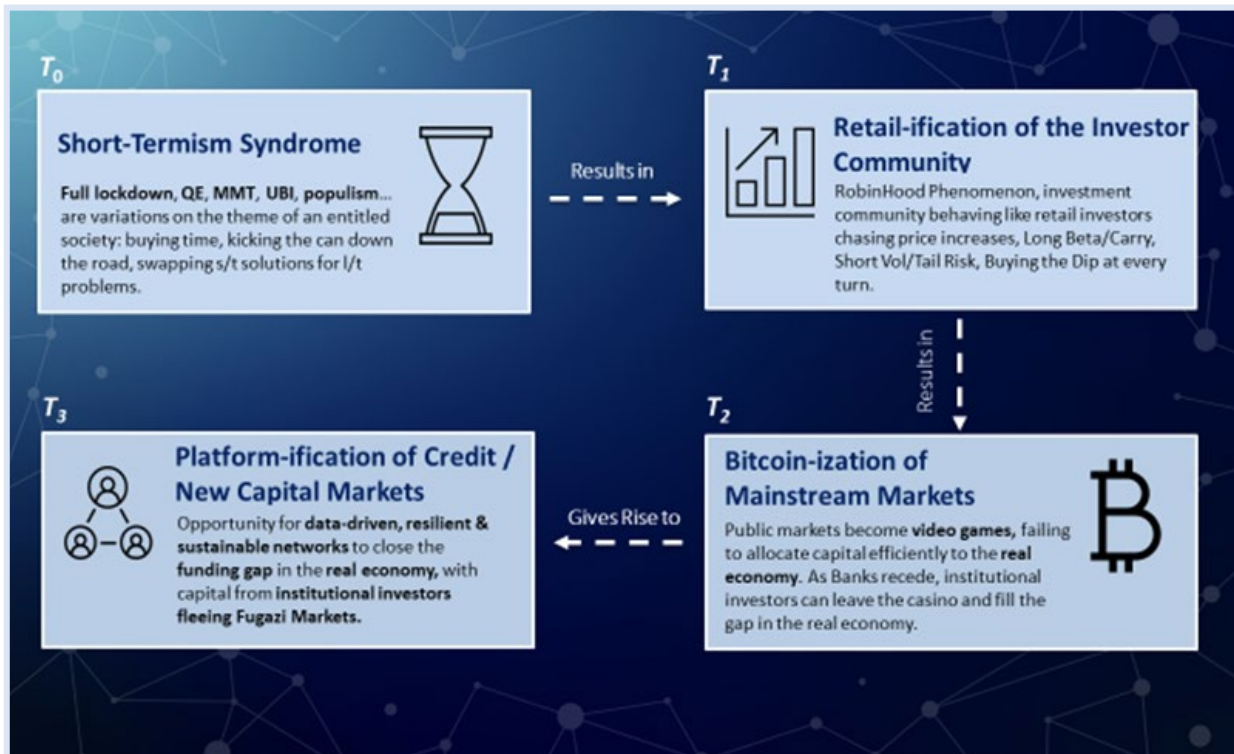 T0
Short-Termism Syndrome
Full lockdown, QE, MMT, UBI, populism...
are variations on the theme of an entitled
society: buying time, kicking the can down
the road, swapping s/t solutions for l/t
problems.
Results in
T1
Retail-ification of the Investor
Community
RobinHood Phenomenon, investment
community behaving like retail investors
chasing price increases, Long Beta/Carry,
Short Vol/Tail Risk, Buying the Dip at every
turn.
Results in
T2
Bitcoin-ization of
Mainstream Markets
Public markets become video games, failing
to allocate capital efficiently to the real
economy. As Banks recede, institutional
investors can leave the casino and fill the
gap in the real economy.
Gives Rise to
T3
Platform-ification of Credit /
New Capital Markets
Opportunity for data-driven, resilient &
sustainable networks to close the
funding gap in the real economy, with
capital from institutional investors
fleeing Fugazi Markets.